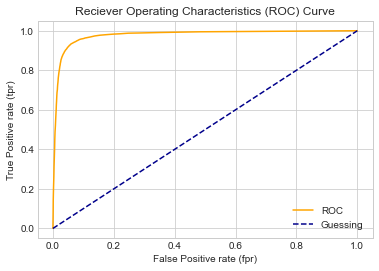 Reciever Operating Characteristics (ROC) Curve
True Positive rate (tpr)
1.0
0.8
0.6
0.4
0.2
0.0
ROC
Guessing
0.0 0.2 0.4 0.6 0.8 1.0
False Positive rate (fpr)